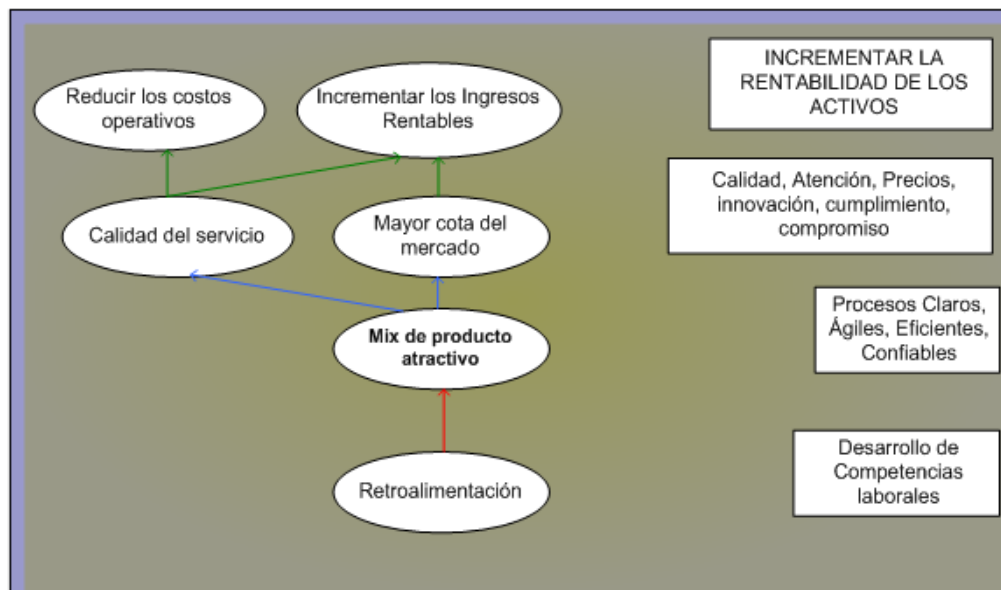 Reducir los costos
operativos
Incrementar los Ingresos
Rentables
INCREMENTAR LA
RENTABILIDAD DE LOS
ACTIVOS
Calidad del servicio
Mayor cota del
mercado
Calidad, Atención, Precios,
innovación, cumplimiento,
compromiso
Mix de producto
atractivo
Procesos Claros,
Ágiles, Eficientes,
Confiables
Retroalimentación
Desarrollo de
Competencias
laborales